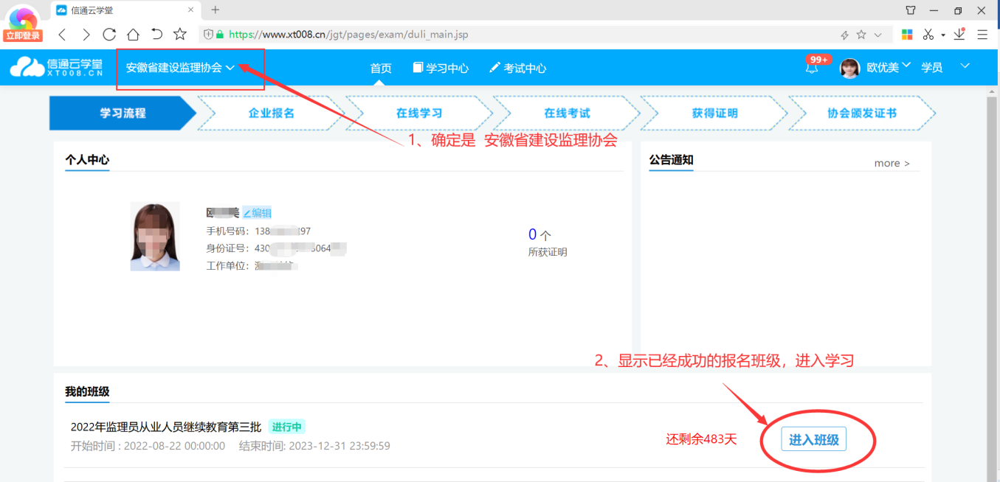 信通云学堂
立即登录
https://www.xt008.cn/jgt/pages/exam/duli_main.jsp
信通云学堂
XT008.CN
安徽省建设监理协会
首页
学习中心
考试中心
99+
欧优美
学员
学习流程
企业报名
在线学习
在线考试
获得证明
协会颁发证书
1、确定是 安徽省建设监理协会
个人中心
公告通知
more >
美
编辑
手机号码：138 97
身份证号：430 064
工作单位：
0 个
所获证明
2、显示已经成功的报名班级，进入学习
我的班级
2022年监理员从业人员继续教育第三批 进行中
开始时间 : 2022-08-22 00:00:00 结束时间: 2023-12-31 23:59:59
还剩余483天
进入班级